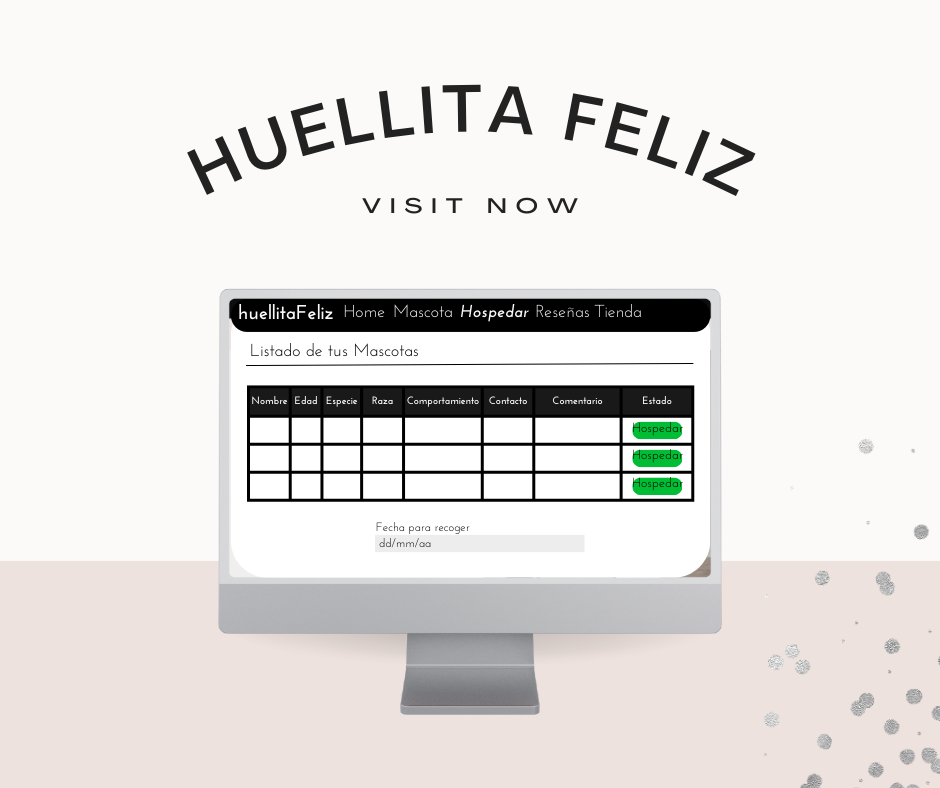 HUELLITA FELIZ
VISIT NOW
huellitaFeliz Home Mascota Hospedar Reseñas Tienda
Listado de tus Mascotas
Nombre Edad Especie Raza Comportamiento Contacto Comentario Estado
Hospedar
Hospedar
Hospedar
Fecha para recoger
dd/mm/aa